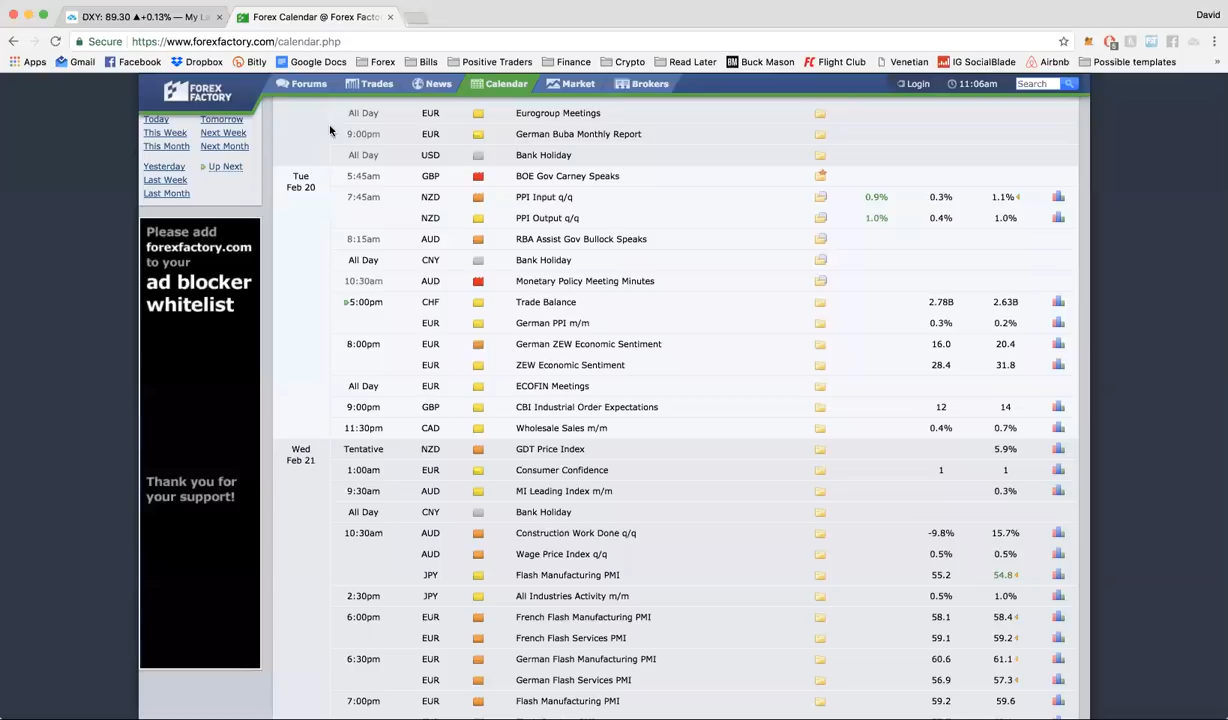 DXY: 89.30 ▲+0.13% — My L
Forex Calendar @ Forex Facto
David
Secure
https://www.forexfactory.com/calendar.php
Apps Gmail Facebook Dropbox Bitly Google Docs Forex Bills Positive Traders Finance Crypto Read Later Buck Mason Flight Club Venetian IG SocialBlade Airbnb Possible templates
FOREX FACTORY
Forums Trades News Calendar Market Brokers Login 11:06am Search
Today Tomorrow
This Week Next Week
This Month Next Month
Yesterday Up Next
Last Week
Last Month
Please add
forexfactory.com
to your
ad blocker
whitelist
Thank you for
your support!
All Day EUR Eurogroup Meetings
9:00pm EUR German Buba Monthly Report
All Day USD Bank Holiday
Tue Feb 20 5:45am GBP BOE Gov Carney Speaks
7:45am NZD PPI Input q/q 0.9% 0.3% 1.1%
NZD PPI Output q/q 1.0% 0.4% 1.0%
8:15am AUD RBA Assist Gov Bullock Speaks
All Day CNY Bank Holiday
10:30am AUD Monetary Policy Meeting Minutes
5:00pm CHF Trade Balance 2.78B 2.63B
EUR German PPI m/m 0.3% 0.2%
8:00pm EUR German ZEW Economic Sentiment 16.0 20.4
EUR ZEW Economic Sentiment 28.4 31.8
All Day EUR ECOFIN Meetings
9:00pm GBP CBI Industrial Order Expectations 12 14
11:30pm CAD Wholesale Sales m/m 0.4% 0.7%
Wed Feb 21 Tentative NZD GDT Price Index 5.9%
1:00am EUR Consumer Confidence 1 1
9:30am AUD MI Leading Index m/m 0.3%
All Day CNY Bank Holiday
10:30am AUD Construction Work Done q/q -9.8% 15.7%
AUD Wage Price Index q/q 0.5% 0.5%
JPY Flash Manufacturing PMI 55.2 54.8
2:30pm JPY All Industries Activity m/m 0.5% 1.0%
6:00pm EUR French Flash Manufacturing PMI 58.1 58.4
EUR French Flash Services PMI 59.1 59.2
6:30pm EUR German Flash Manufacturing PMI 60.6 61.1
EUR German Flash Services PMI 56.9 57.3
7:00pm EUR Flash Manufacturing PMI 59.2 59.6